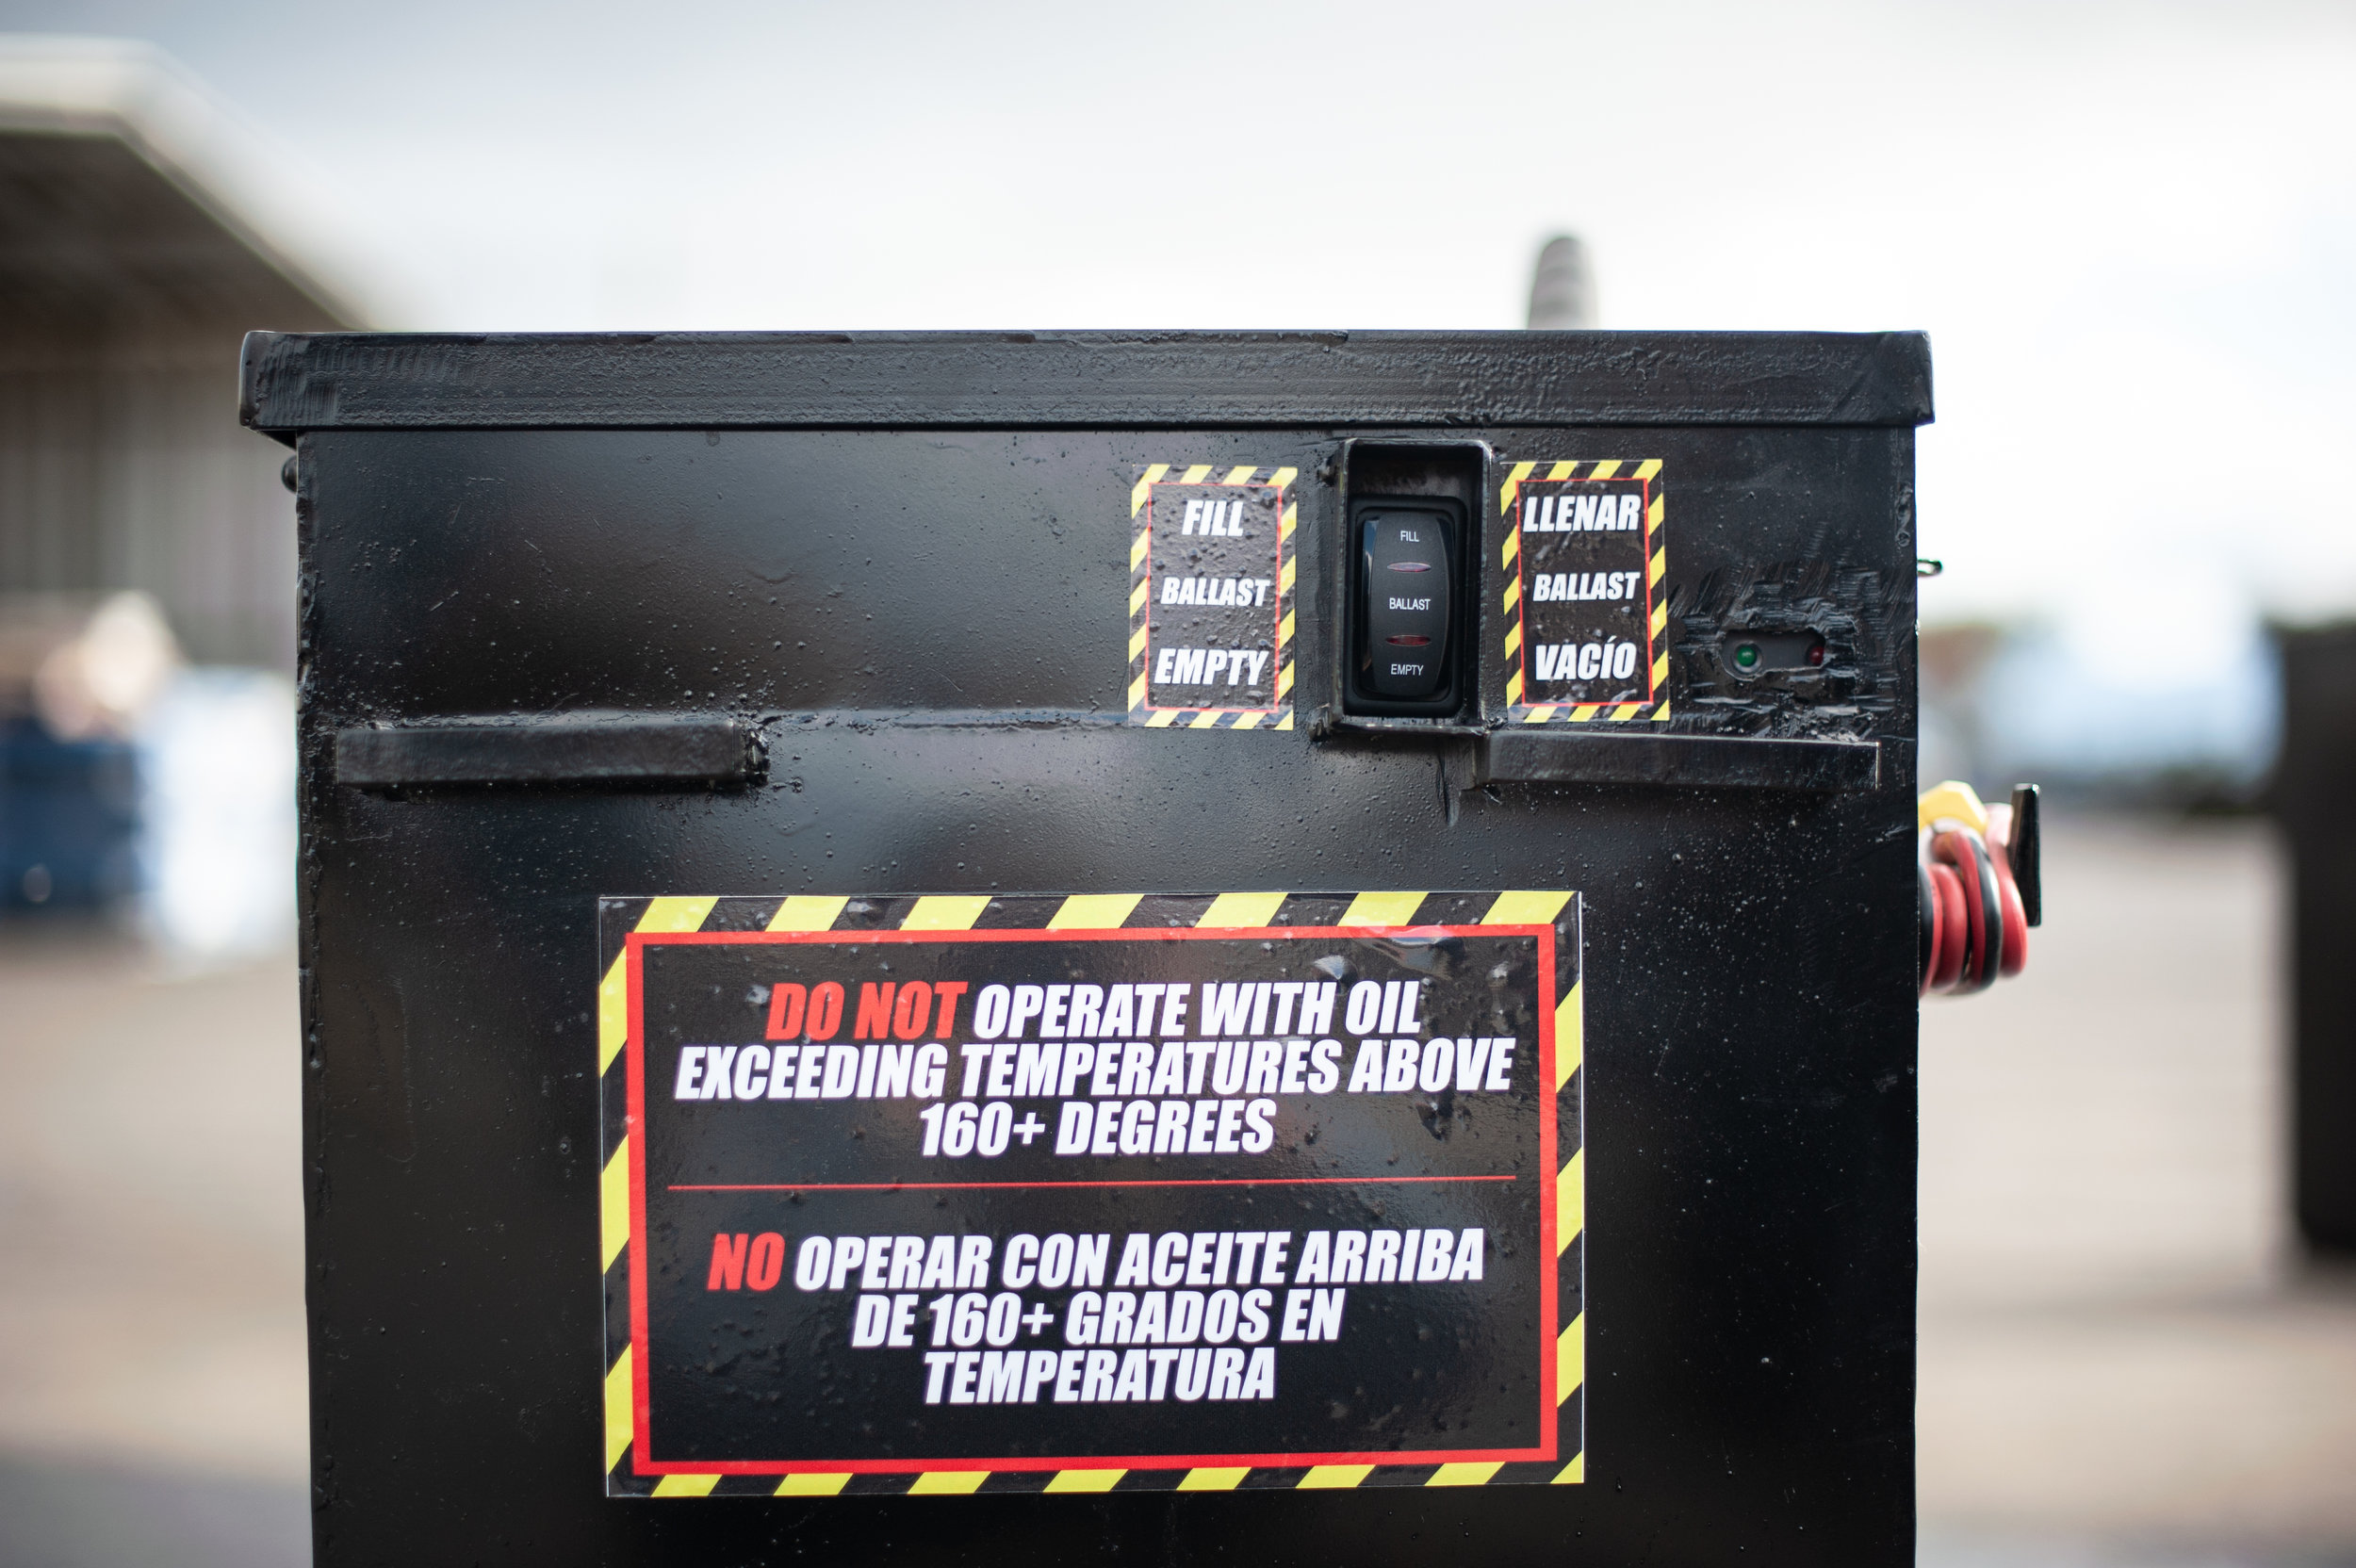 FILL
BALLAST
EMPTY
FILL
BALLAST
EMPTY
LLENAR
BALLAST
VACÍO
DO NOT OPERATE WITH OIL
EXCEEDING TEMPERATURES ABOVE
160+ DEGREES
NO OPERAR CON ACEITE ARRIBA
DE 160+ GRADOS EN
TEMPERATURA